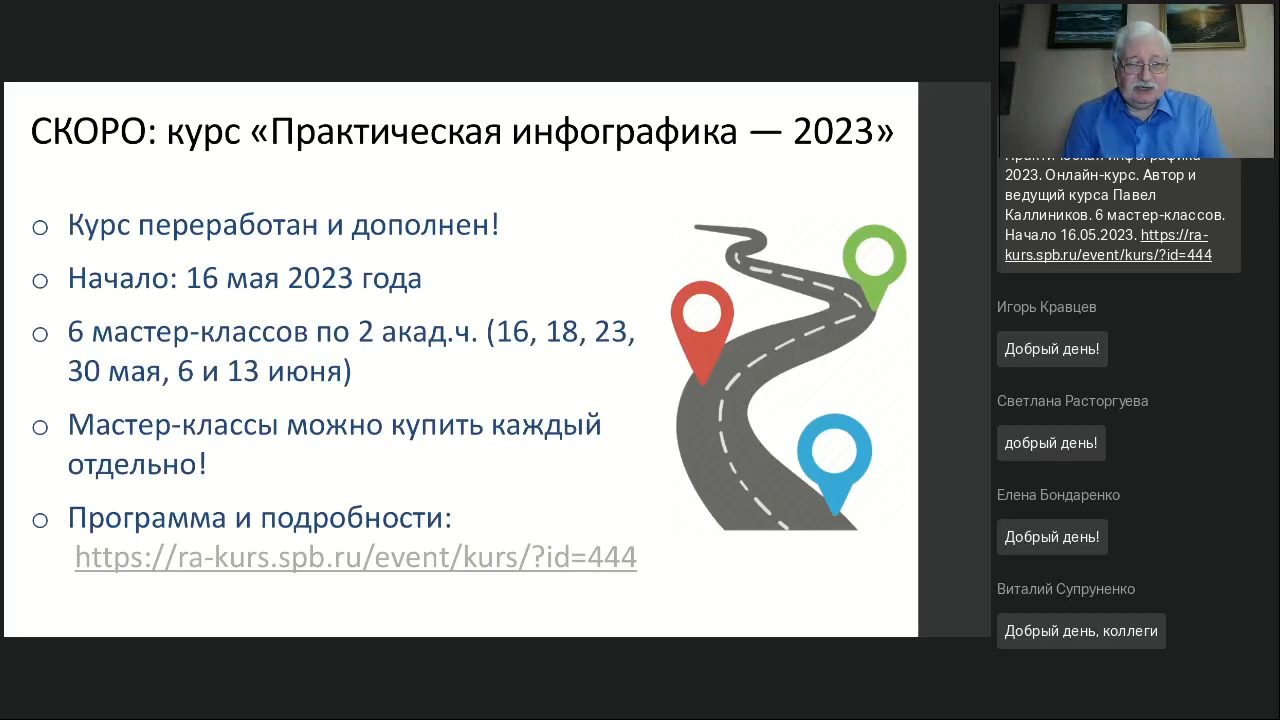 СКОРО: курс «Практическая инфографика — 2023»
o Курс переработан и дополнен!
o Начало: 16 мая 2023 года
o 6 мастер-классов по 2 акад.ч. (16, 18, 23,
30 мая, 6 и 13 июня)
o Мастер-классы можно купить каждый
отдельно!
o Программа и подробности:
https://ra-kurs.spb.ru/event/kurs/?id=444
Практическая инфографика
2023. Онлайн-курс. Автор и
ведущий курса Павел
Каллиников. 6 мастер-классов.
Начало 16.05.2023. https://ra-
kurs.spb.ru/event/kurs/?id=444
Игорь Кравцев
Добрый день!
Светлана Расторгуева
добрый день!
Елена Бондаренко
Добрый день!
Виталий Супруненко
Добрый день, коллеги